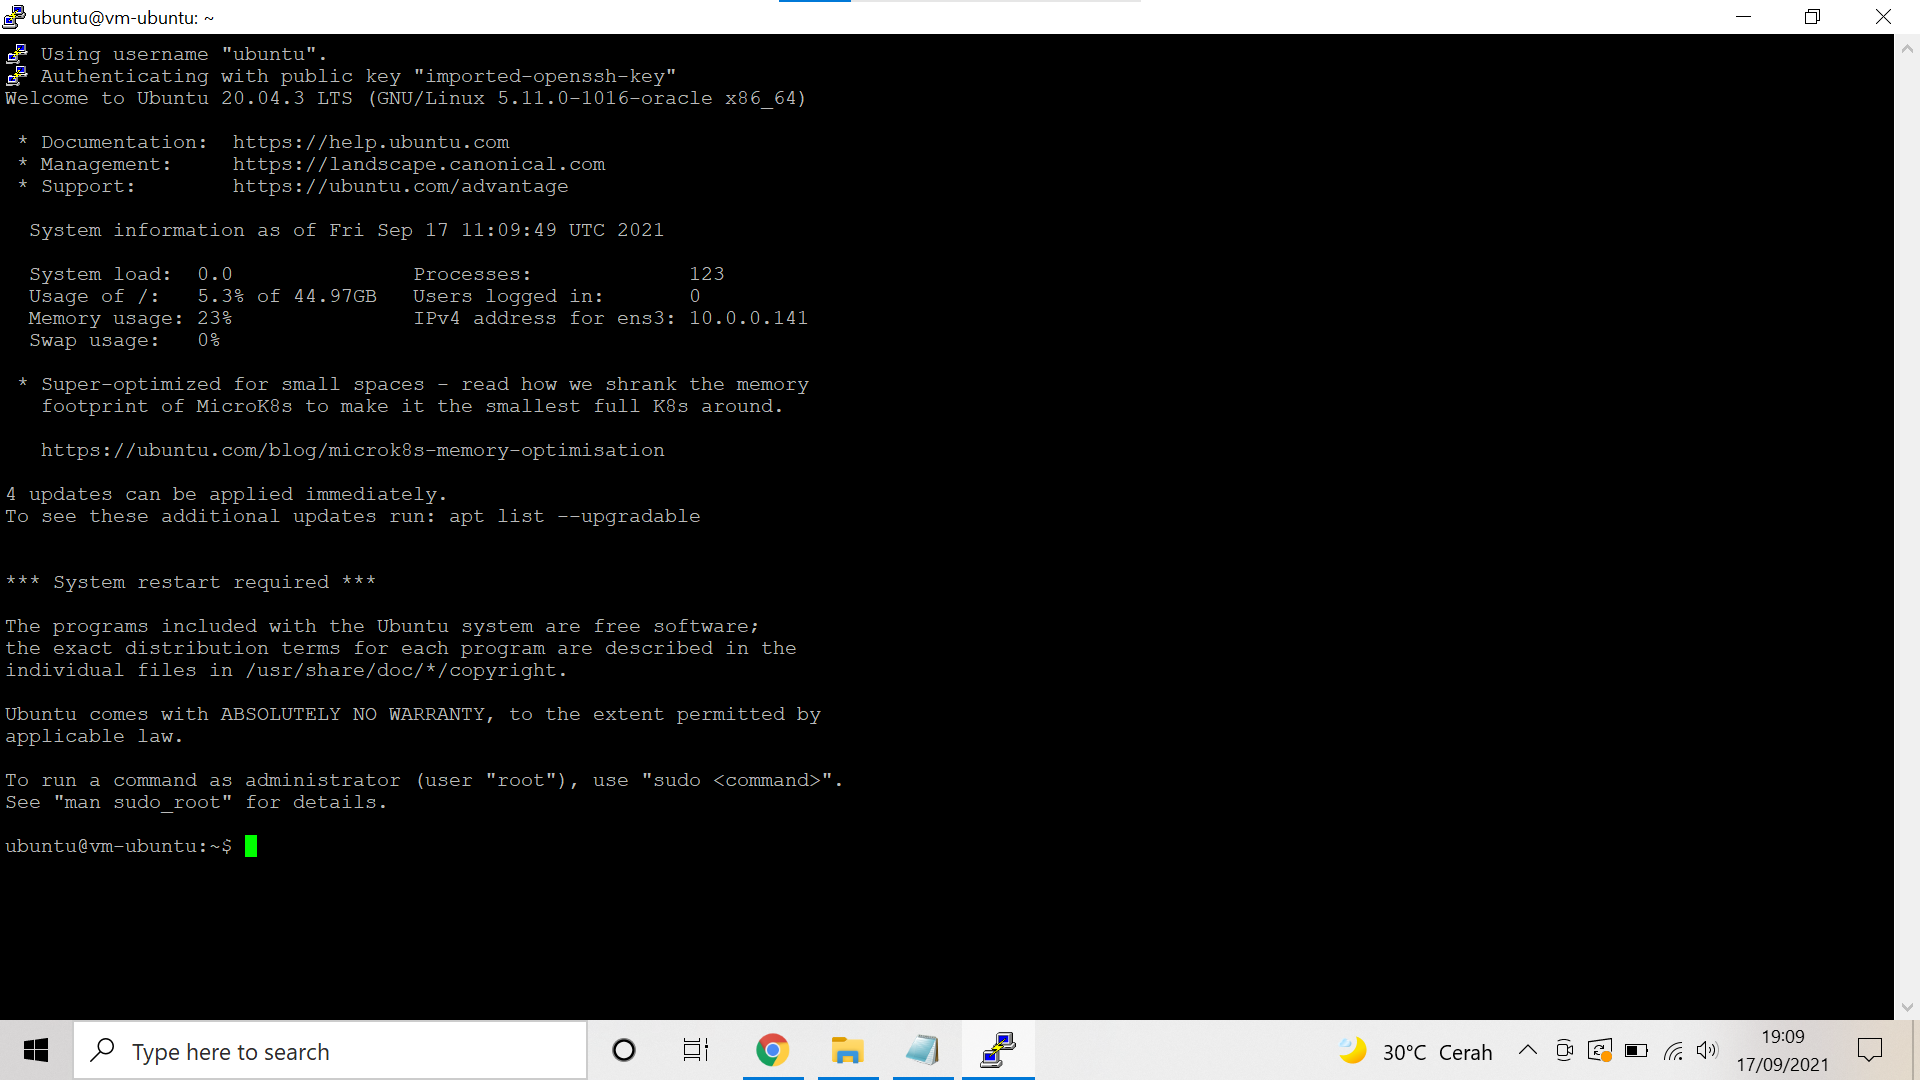 ubuntu@vm-ubuntu: ~
Using username "ubuntu".
Authenticating with public key "imported-openssh-key"
Welcome to Ubuntu 20.04.3 LTS (GNU/Linux 5.11.0-1016-oracle x86_64)
* Documentation:  https://help.ubuntu.com
* Management:     https://landscape.canonical.com
* Support:        https://ubuntu.com/advantage
System information as of Fri Sep 17 11:09:49 UTC 2021
System load:  0.0               Processes:             123
Usage of /:   5.3% of 44.97GB   Users logged in:       0
Memory usage: 23%               IPv4 address for ens3: 10.0.0.141
Swap usage:   0%
* Super-optimized for small spaces - read how we shrank the memory
footprint of MicroK8s to make it the smallest full K8s around.
https://ubuntu.com/blog/microk8s-memory-optimisation
4 updates can be applied immediately.
To see these additional updates run: apt list --upgradable
*** System restart required ***
The programs included with the Ubuntu system are free software;
the exact distribution terms for each program are described in the
individual files in /usr/share/doc/*/copyright.
Ubuntu comes with ABSOLUTELY NO WARRANTY, to the extent permitted by
applicable law.
To run a command as administrator (user "root"), use "sudo <command>".
See "man sudo_root" for details.
ubuntu@vm-ubuntu:~$
Type here to search
30°C Cerah
19:09
17/09/2021